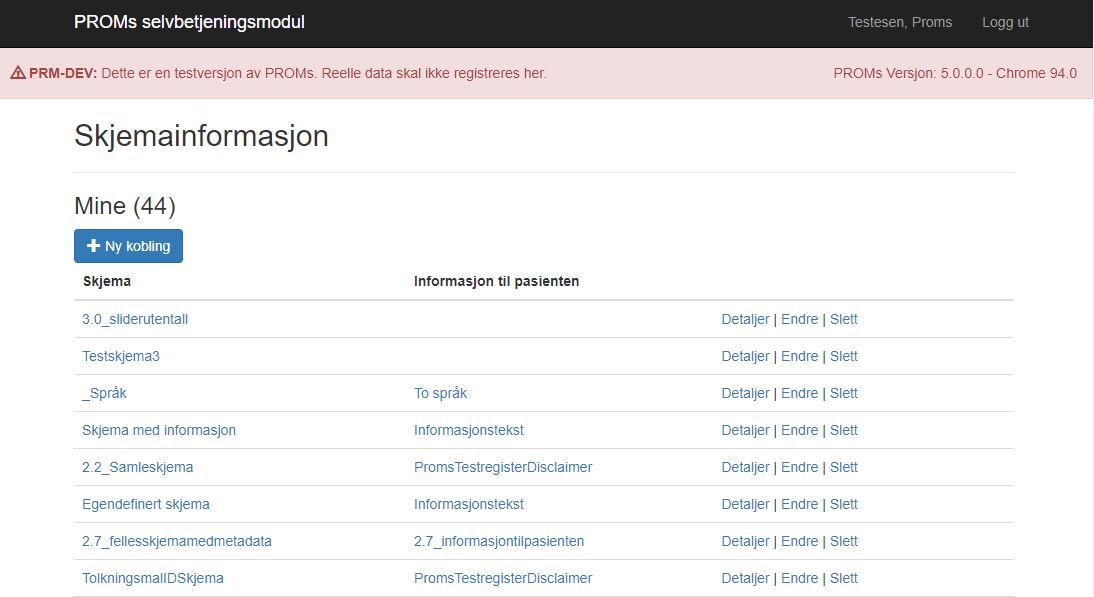 PROMs selvbetjeningsmodul Testesen, Proms Logg ut
PRM-DEV: Dette er en testversjon av PROMs. Reelle data skal ikke registreres her. PROMs Versjon: 5.0.0.0 - Chrome 94.0
Skjemainformasjon
Mine (44)
Ny kobling
Skjema Informasjon til pasienten
3.0_sliderutentall Detaljer | Endre | Slett
Testskjema3 Detaljer | Endre | Slett
_Språk To språk Detaljer | Endre | Slett
Skjema med informasjon Informasjonstekst Detaljer | Endre | Slett
2.2_Samleskjema PromsTestregisterDisclaimer Detaljer | Endre | Slett
Egendefinert skjema Informasjonstekst Detaljer | Endre | Slett
2.7_fellesskjemamedmetadata 2.7_informasjontilpasienten Detaljer | Endre | Slett
TolkningsmalIDSkjema PromsTestregisterDisclaimer Detaljer | Endre | Slett